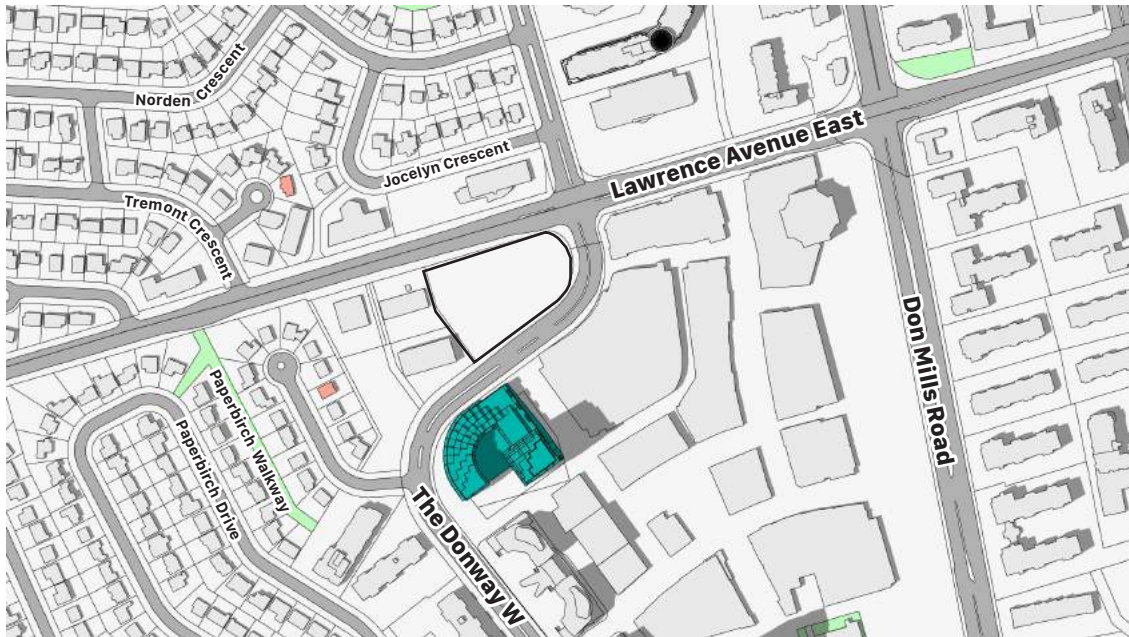 Norden Crescent
Lawrence Avenue East
Jocelyn Crescent
Tremont Crescent
Don Mills Road
Paperbirch Walkway
Paperbirch Drive
The Donway W